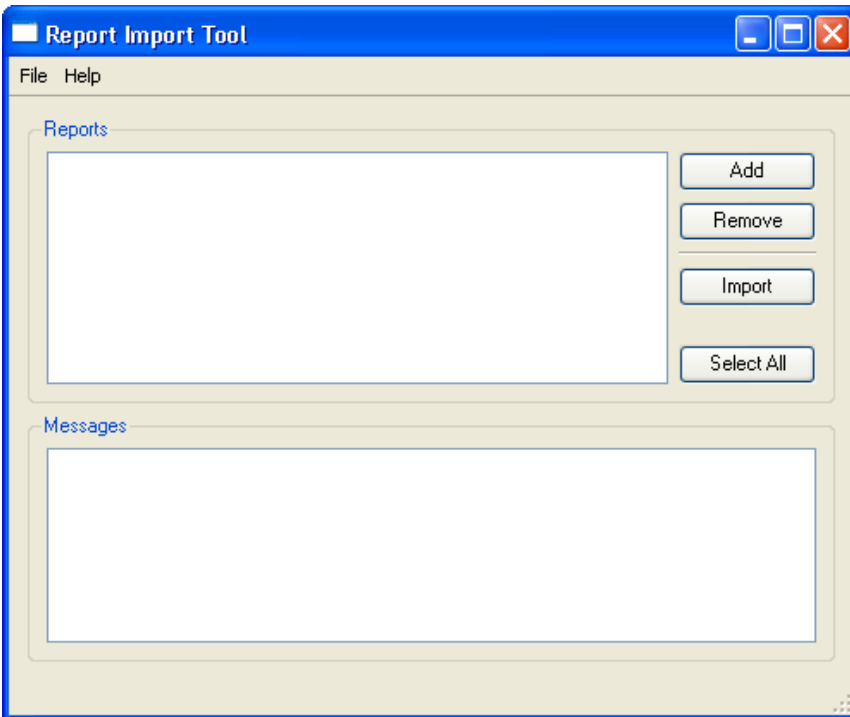 Report Import Tool
File Help
Reports
Add
Remove
Import
Select All
Messages